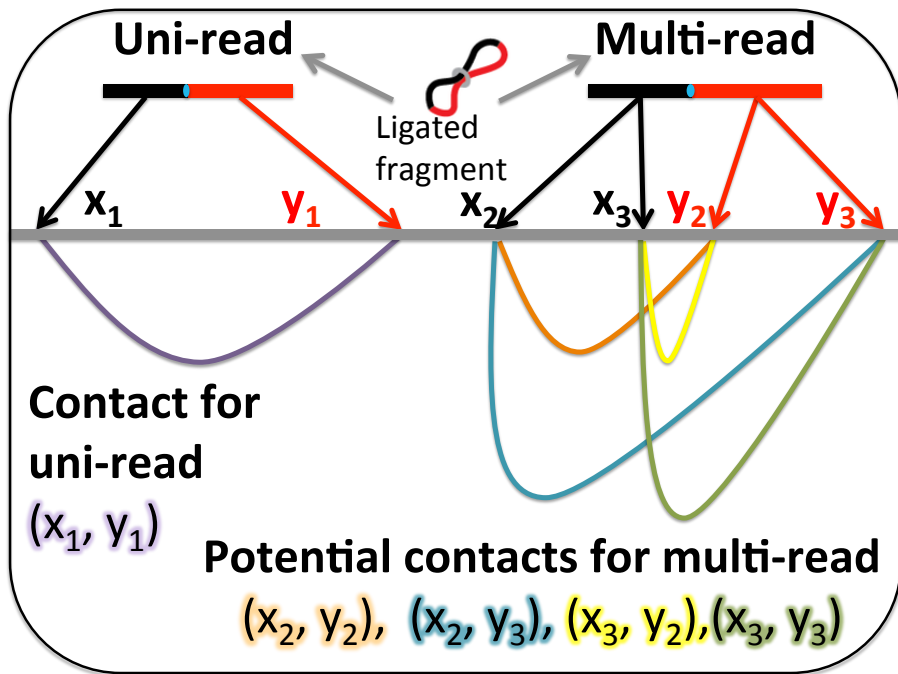 Uni-read
Multi-read
Ligated
fragment
x₁
y₁
x₂
x₃
y₂
y₃
Contact for
uni-read
(x₁, y₁)
Potential contacts for multi-read
(x₂, y₂), (x₂, y₃), (x₃, y₂),(x₃, y₃)